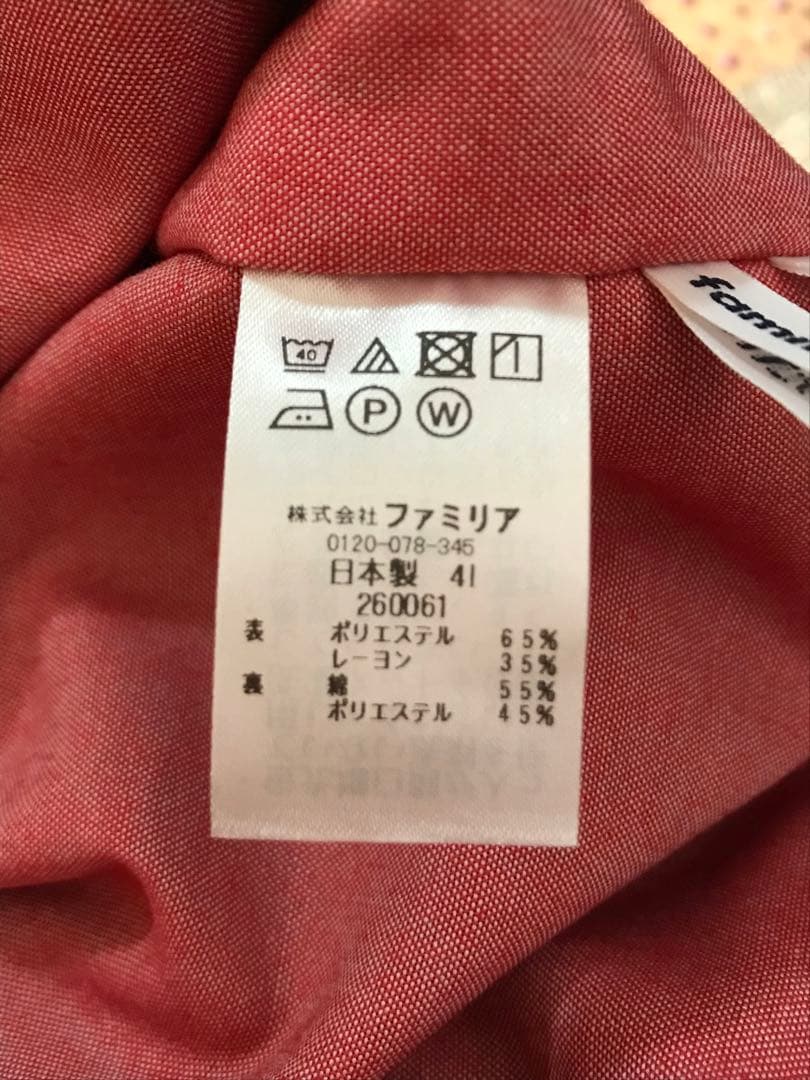 40
P W
株式会社 ファミリア
0120-078-345
日本製 41
260061
表 ポリエステル 65%
レーヨン 35%
裏 綿 55%
ポリエステル 45%